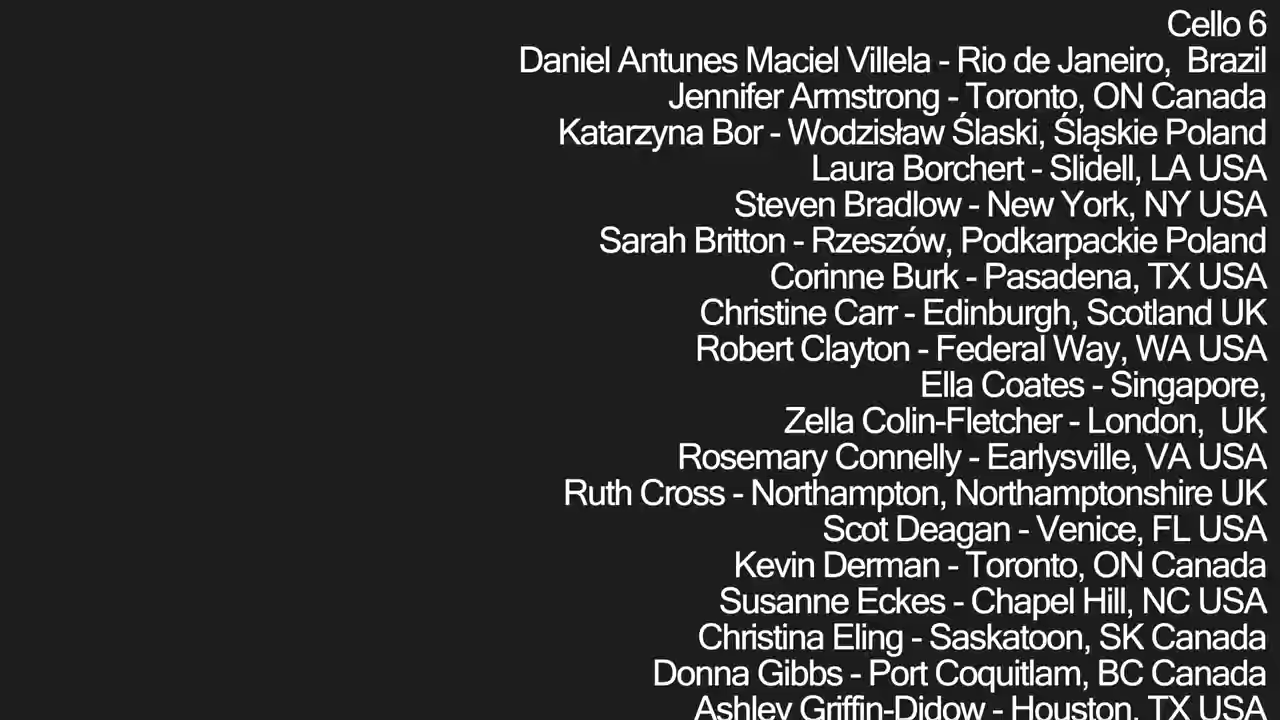 Cello 6
Daniel Antunes Maciel Villela - Rio de Janeiro,  Brazil
Jennifer Armstrong - Toronto, ON Canada
Katarzyna Bor - Wodzisław Ślaski, Śląskie Poland
Laura Borchert - Slidell, LA USA
Steven Bradlow - New York, NY USA
Sarah Britton - Rzeszów, Podkarpackie Poland
Corinne Burk - Pasadena, TX USA
Christine Carr - Edinburgh, Scotland UK
Robert Clayton - Federal Way, WA USA
Ella Coates - Singapore,
Zella Colin-Fletcher - London,  UK
Rosemary Connelly - Earlysville, VA USA
Ruth Cross - Northampton, Northamptonshire UK
Scot Deagan - Venice, FL USA
Kevin Derman - Toronto, ON Canada
Susanne Eckes - Chapel Hill, NC USA
Christina Eling - Saskatoon, SK Canada
Donna Gibbs - Port Coquitlam, BC Canada
Ashley Griffin-Didow - Houston, TX USA